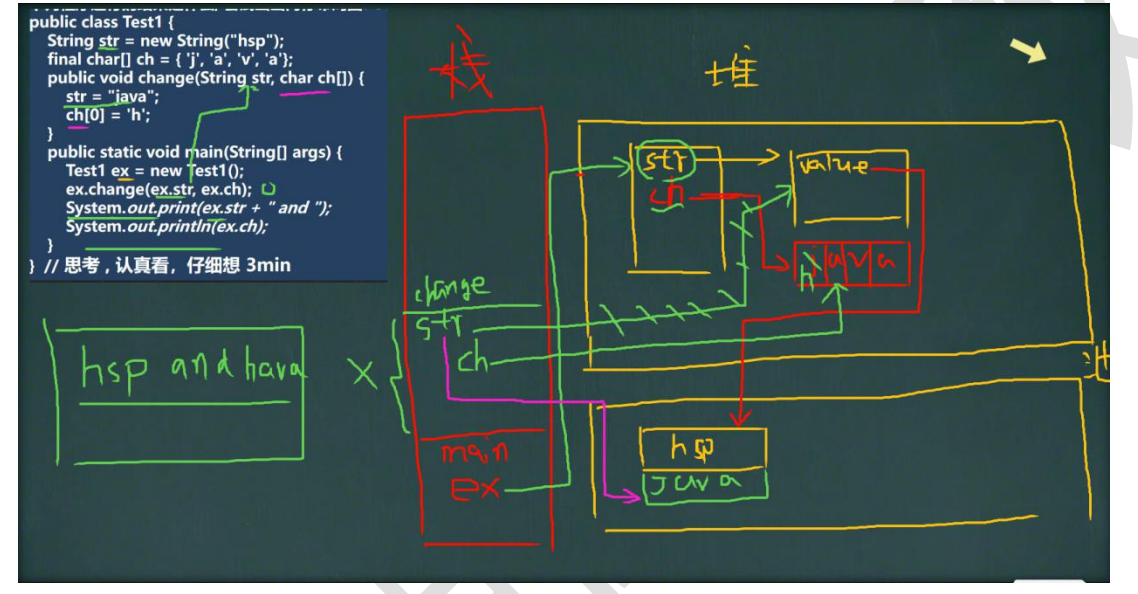 public class Test1 {
String str = new String("hsp");
final char[] ch = { 'j', 'a', 'v', 'a'};
public void change(String str, char ch[]) {
str = "java";
ch[0] = 'h';
}
public static void main(String[] args) {
Test1 ex = new Test1();
ex.change(ex.str, ex.ch);
System.out.print(ex.str + " and ");
System.out.println(ex.ch);
}
} // 思考，认真看，仔细想 3min
栈
堆
str
value
ch
h a v a
change
str
ch
hsp and hava
X
main
ex
hsp
java